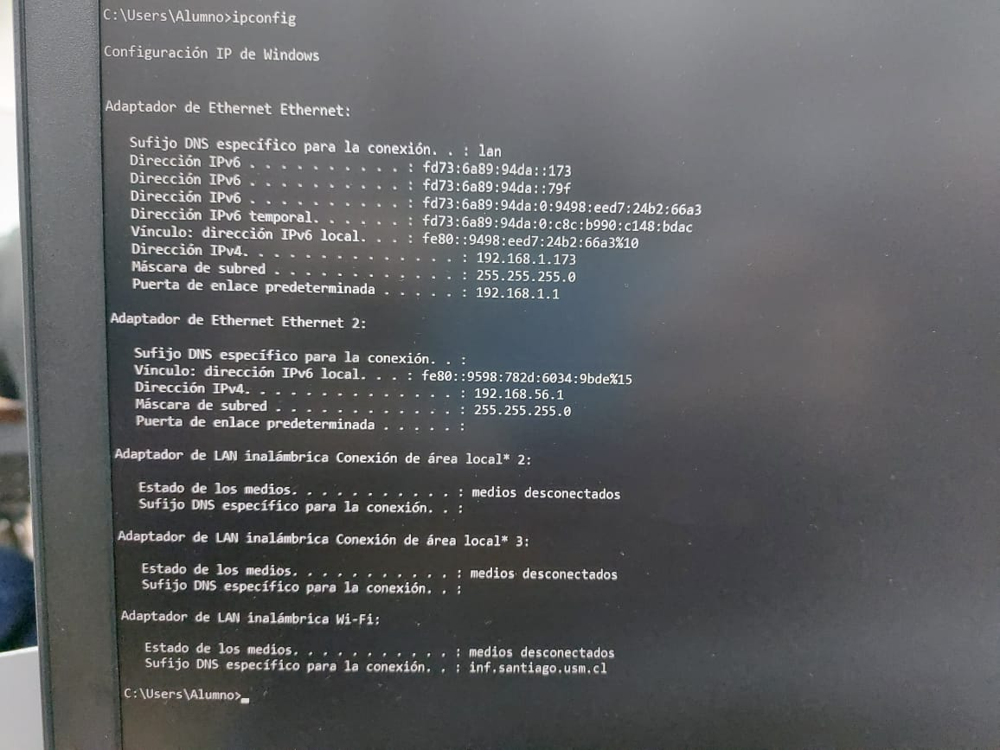 C:\Users\Alumno>ipconfig
Configuración IP de Windows
Adaptador de Ethernet Ethernet:
Sufijo DNS específico para la conexión. . : lan
Dirección IPv6 . . . . . . . . . . : fd73:6a89:94da::173
Dirección IPv6 . . . . . . . . . . : fd73:6a89:94da::79f
Dirección IPv6 . . . . . . . . . . : fd73:6a89:94da:0:9498:eed7:24b2:66a3
Dirección IPv6 temporal. . . . . . : fd73:6a89:94da:0:c8c:b990:c148:bdac
Vínculo: dirección IPv6 local. . . : fe80::9498:eed7:24b2:66a3%10
Dirección IPv4. . . . . . . . . . . . . . : 192.168.1.173
Máscara de subred . . . . . . . . . . . . : 255.255.255.0
Puerta de enlace predeterminada . . . . . : 192.168.1.1
Adaptador de Ethernet Ethernet 2:
Sufijo DNS específico para la conexión. . :
Vínculo: dirección IPv6 local. . . : fe80::9598:782d:6034:9bde%15
Dirección IPv4. . . . . . . . . . . . . . : 192.168.56.1
Máscara de subred . . . . . . . . . . . . : 255.255.255.0
Puerta de enlace predeterminada . . . . . :
Adaptador de LAN inalámbrica Conexión de área local* 2:
Estado de los medios. . . . . . . . . . . : medios desconectados
Sufijo DNS específico para la conexión. . :
Adaptador de LAN inalámbrica Conexión de área local* 3:
Estado de los medios. . . . . . . . . . . : medios desconectados
Sufijo DNS específico para la conexión. . :
Adaptador de LAN inalámbrica Wi-Fi:
Estado de los medios. . . . . . . . . . . : medios desconectados
Sufijo DNS específico para la conexión. . : inf.santiago.usm.cl
C:\Users\Alumno>